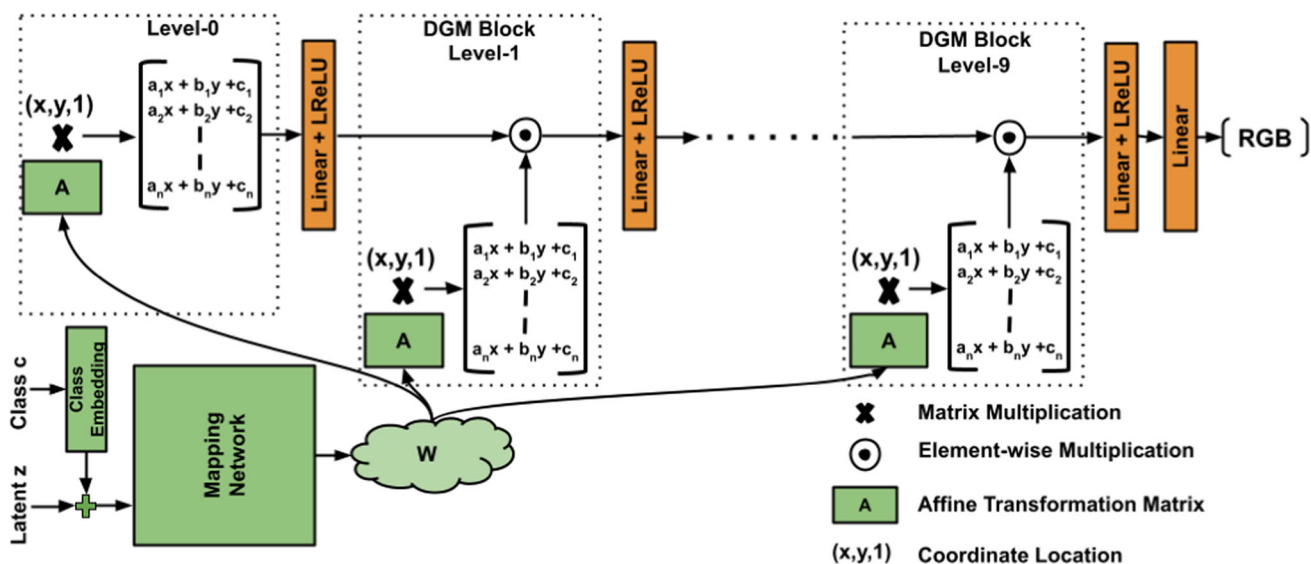 Level-0
(x,y,1)
A
a₁x + b₁y +c₁
a₂x + b₂y +c₂
aₙx + bₙy +cₙ
Linear + LReLU
DGM Block
Level-1
(x,y,1)
A
a₁x + b₁y +c₁
a₂x + b₂y +c₂
aₙx + bₙy +cₙ
Linear + LReLU
DGM Block
Level-9
(x,y,1)
A
a₁x + b₁y +c₁
a₂x + b₂y +c₂
aₙx + bₙy +cₙ
Linear + LReLU
Linear
RGB
Class c
Class
Embedding
Latent z
Mapping
Network
W
Matrix Multiplication
Element-wise Multiplication
A
Affine Transformation Matrix
(x,y,1)
Coordinate Location